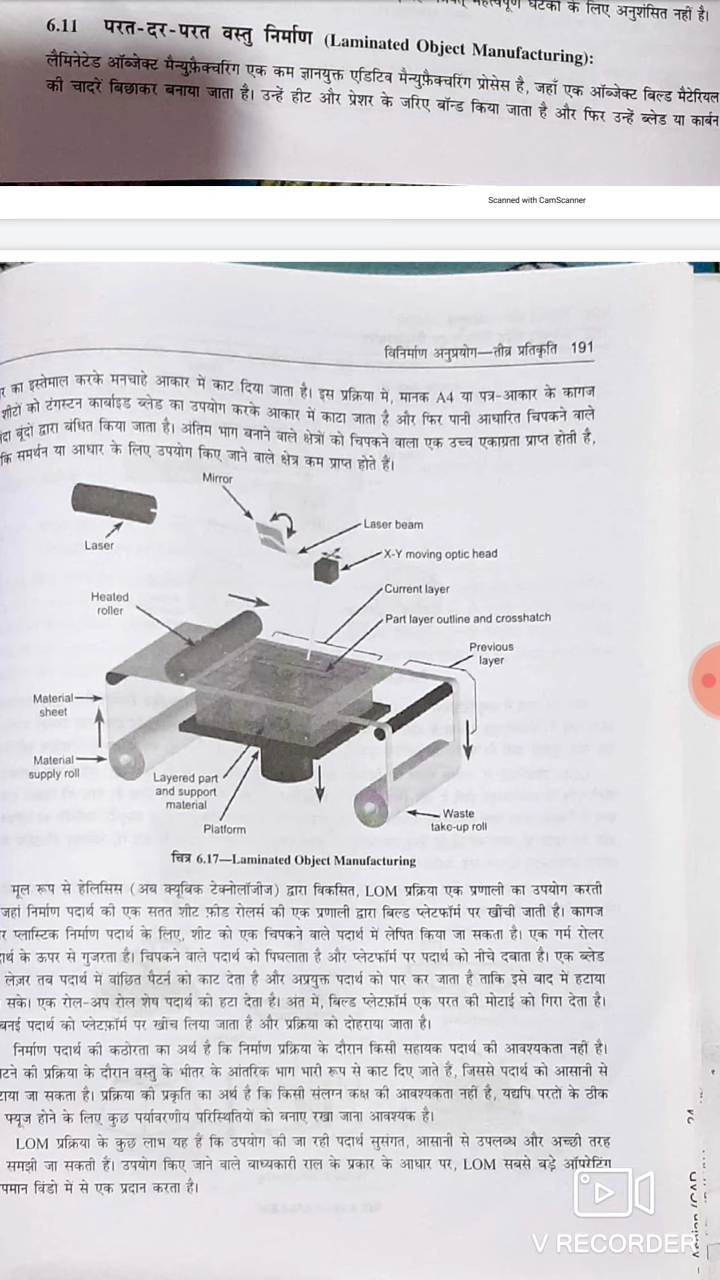 महत्वपूर्ण घटकों के लिए अनुशंसित नहीं है।
6.11 परत-दर-परत वस्तु निर्माण (Laminated Object Manufacturing):
लैमिनेटेड ऑब्जेक्ट मैन्युफ़ैक्चरिंग एक कम ज्ञानयुक्त एडिटिव मैन्युफ़ैक्चरिंग प्रोसेस है, जहाँ एक ऑब्जेक्ट बिल्ड मैटेरियल
की चादरें बिछाकर बनाया जाता है। उन्हें हीट और प्रेशर के जरिए बॉन्ड किया जाता है और फिर उन्हें ब्लेड या कार्बन
Scanned with CamScanner
विनिर्माण अनुप्रयोग—तीव्र प्रतिकृति 191
का इस्तेमाल करके मनचाहे आकार में काट दिया जाता है। इस प्रक्रिया में, मानक A4 या पत्र-आकार के कागज
शीटों को टंगस्टन कार्बाइड ब्लेड का उपयोग करके आकार में काटा जाता है और फिर पानी आधारित चिपकने वाले
बूंदों द्वारा बंधित किया जाता है। अंतिम भाग बनाने वाले क्षेत्रों को चिपकने वाला एक उच्च एकाग्रता प्राप्त होती है,
कि समर्थन या आधार के लिए उपयोग किए जाने वाले क्षेत्र कम प्राप्त होते हैं।
Mirror
Laser beam
Laser
X-Y moving optic head
Current layer
Heated
roller
Part layer outline and crosshatch
Previous
layer
Material
sheet
Material
supply roll
Layered part
and support
material
Platform
Waste
take-up roll
चित्र 6.17—Laminated Object Manufacturing
मूल रूप से हेलिसिस (अब क्यूबिक टेक्नोलॉजीज) द्वारा विकसित, LOM प्रक्रिया एक प्रणाली का उपयोग करती
जहां निर्माण पदार्थ की एक सतत शीट फ़ीड रोलर्स की एक प्रणाली द्वारा बिल्ड प्लेटफॉर्म पर खींची जाती है। कागज
प्लास्टिक निर्माण पदार्थ के लिए, शीट को एक चिपकने वाले पदार्थ में लेपित किया जा सकता है। एक गर्म रोलर
के ऊपर से गुजरता है। चिपकने वाले पदार्थ को पिघलाता है और प्लेटफॉर्म पर पदार्थ को नीचे दबाता है। एक ब्लेड
लेज़र तब पदार्थ में वांछित पैटर्न को काट देता है और अप्रयुक्त पदार्थ को पार कर जाता है ताकि इसे बाद में हटाया
सके। एक रोल-अप रोल शेष पदार्थ को हटा देता है। अंत में, बिल्ड प्लेटफ़ॉर्म एक परत की मोटाई को गिरा देता है।
पदार्थ को प्लेटफ़ॉर्म पर खींच लिया जाता है और प्रक्रिया को दोहराया जाता है।
निर्माण पदार्थ की कठोरता का अर्थ है कि निर्माण प्रक्रिया के दौरान किसी सहायक पदार्थ की आवश्यकता नहीं है।
की प्रक्रिया के दौरान वस्तु के भीतर के आंतरिक भाग भारी रूप से काट दिए जाते हैं, जिससे पदार्थ को आसानी से
जा सकता है। प्रक्रिया की प्रकृति का अर्थ है कि किसी संलग्न कक्ष की आवश्यकता नहीं है, यद्यपि परतों के ठीक
फ्यूज होने के लिए कुछ पर्यावरणीय परिस्थितियों को बनाए रखा जाना आवश्यक है।
LOM प्रक्रिया के कुछ लाभ यह हैं कि उपयोग की जा रही पदार्थ सुसंगत, आसानी से उपलब्ध और अच्छी तरह
समझी जा सकती हैं। उपयोग किए जाने वाले बाध्यकारी राल के प्रकार के आधार पर, LOM सबसे बड़े ऑपरेटिंग
विंडो में से एक प्रदान करता है।
V RECORDER